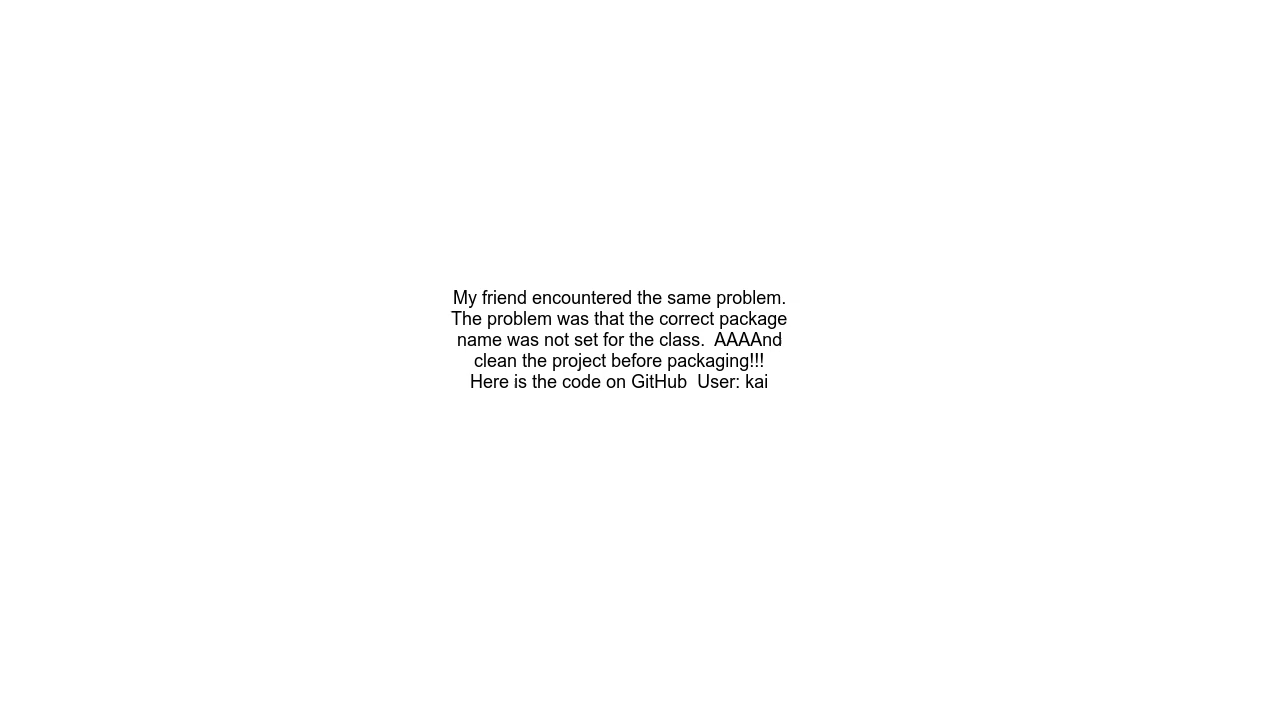 My friend encountered the same problem.
The problem was that the correct package
name was not set for the class.  AAAAnd
clean the project before packaging!!!
Here is the code on GitHub  User: kai